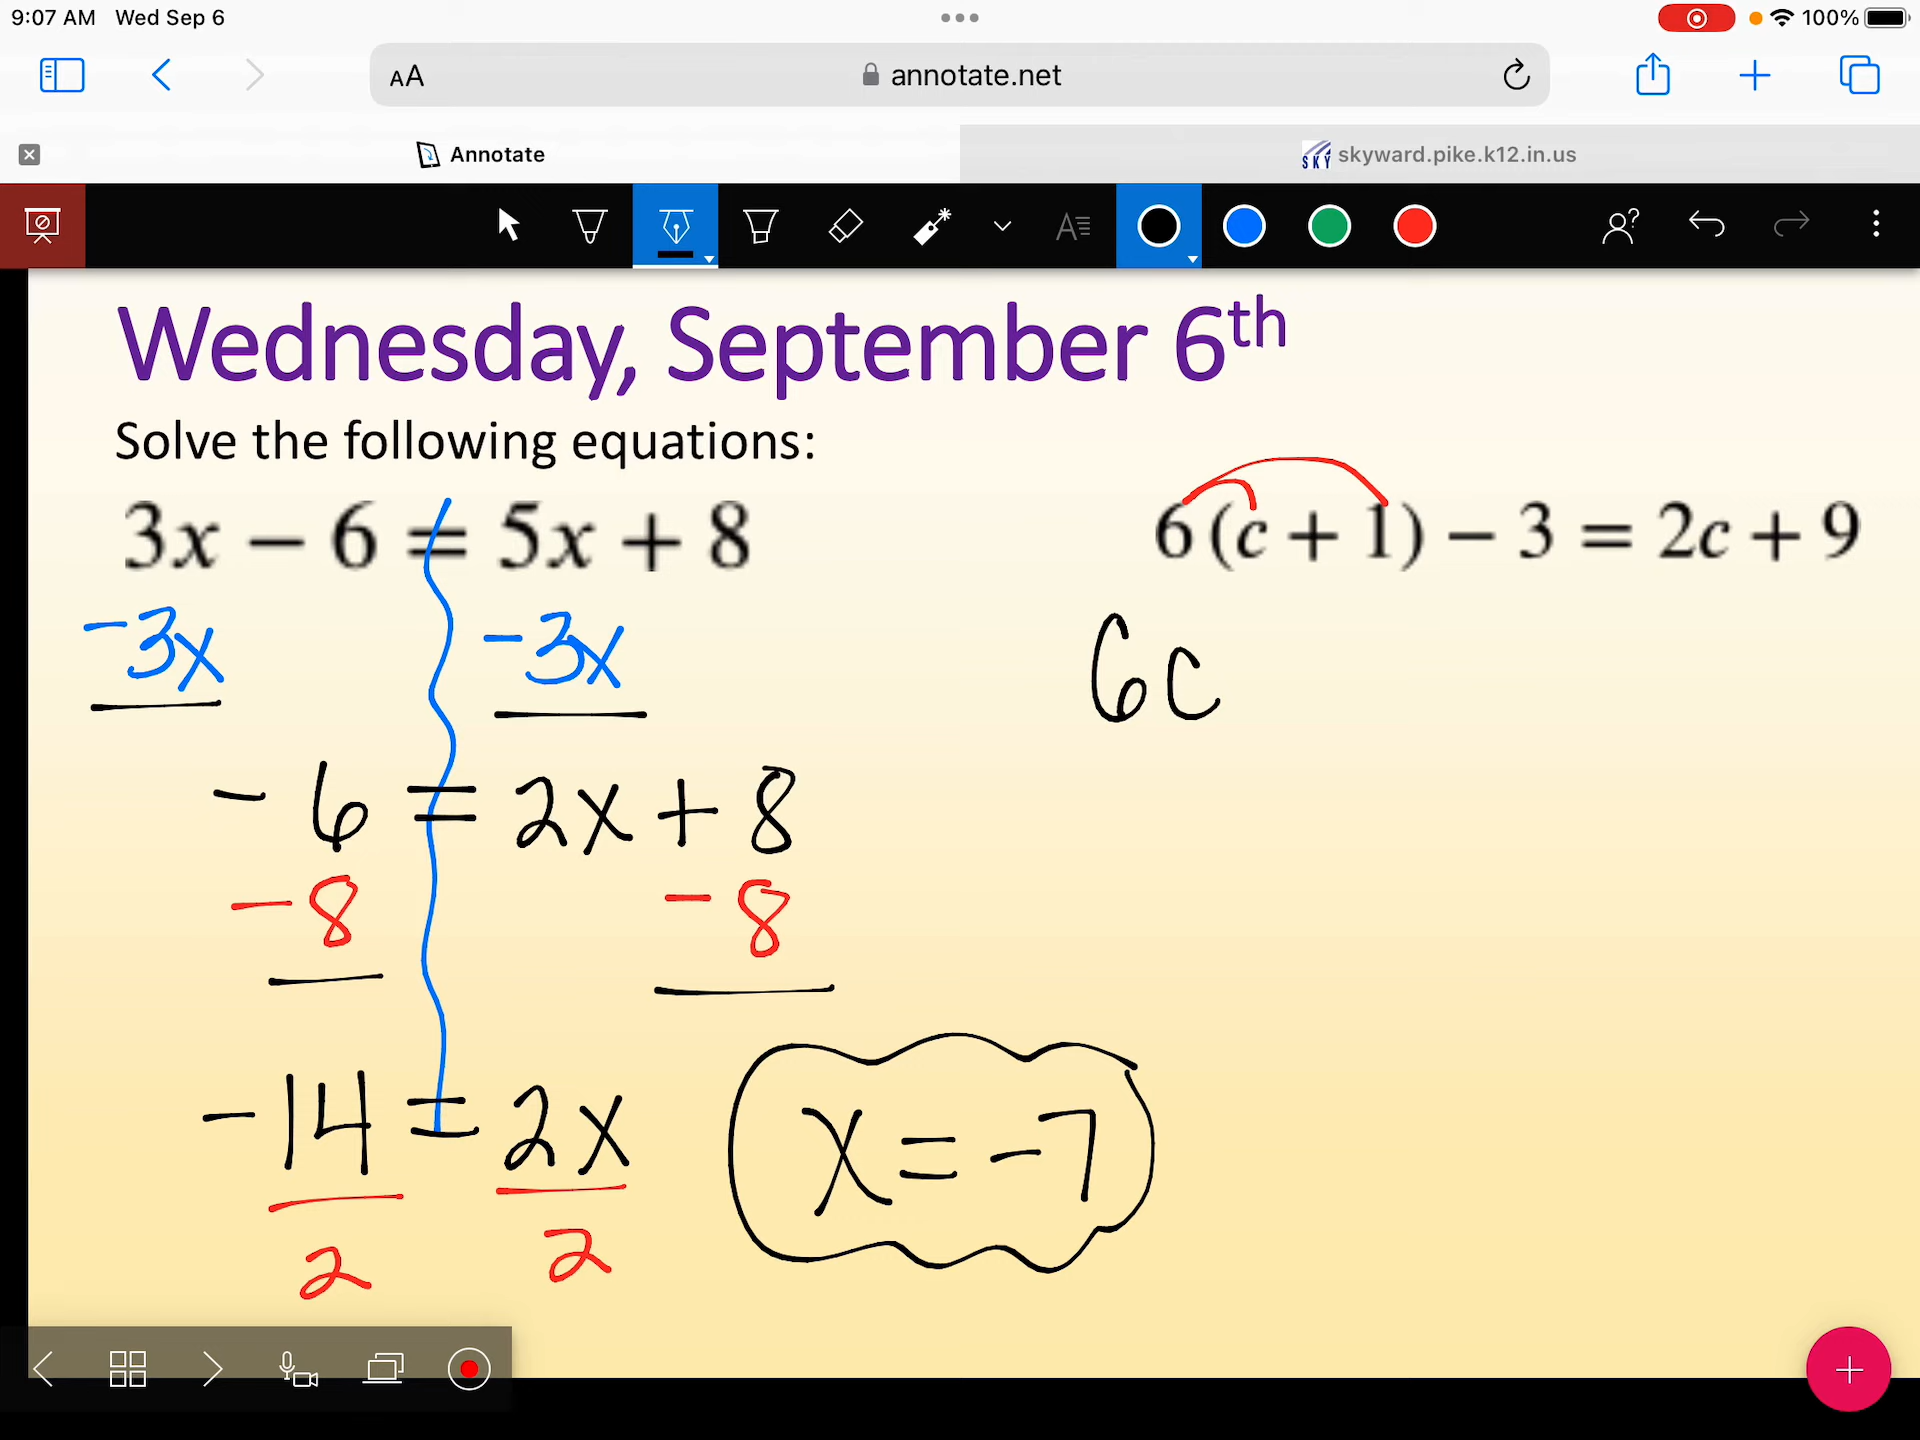 9:07 AM Wed Sep 6
100%
AA
annotate.net
Annotate
SKY skyward.pike.k12.in.us
Wednesday, September 6th
Solve the following equations:
3x − 6 = 5x + 8
-3x -3x
-6 = 2x + 8
-8 -8
-14 = 2x
2 2
x = -7
6(c + 1) − 3 = 2c + 9
6c